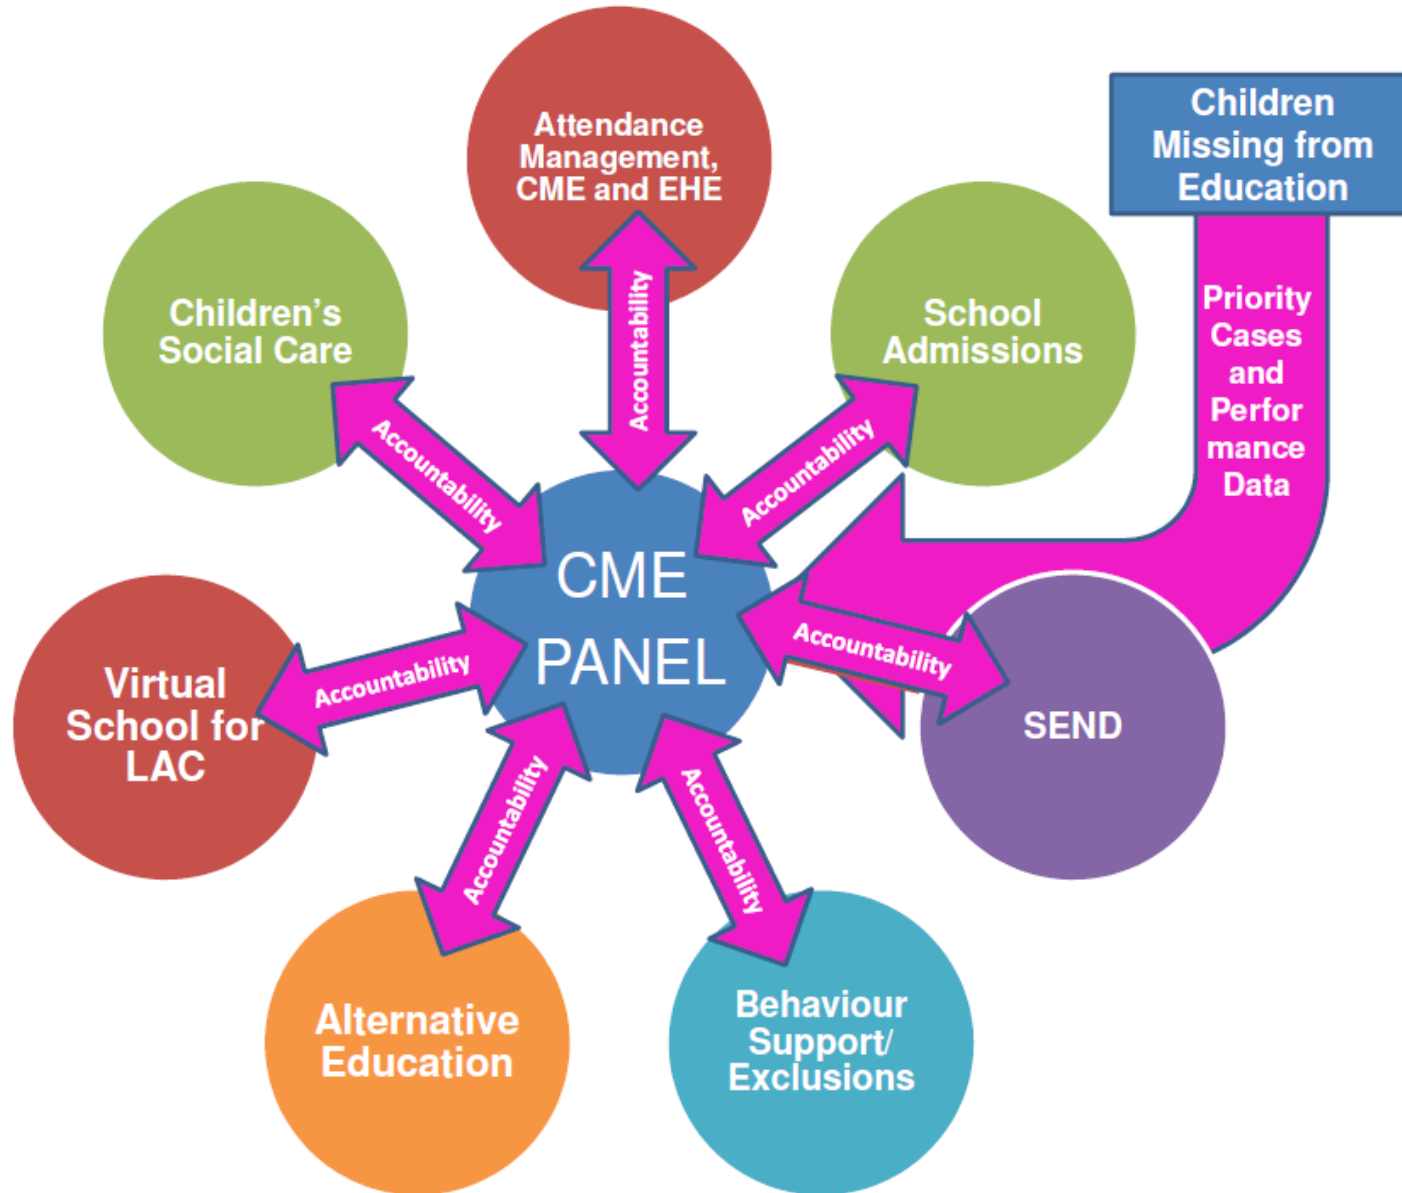 Attendance
Management,
CME and EHE
Children
Missing from
Education
Children's
Social Care
School
Admissions
Priority
Cases
and
Perfor
mance
Data
Accountability
Accountability
Accountability
CME
PANEL
Accountability
Accountability
Virtual
School for
LAC
SEND
Accountability
Accountability
Alternative
Education
Behaviour
Support/
Exclusions